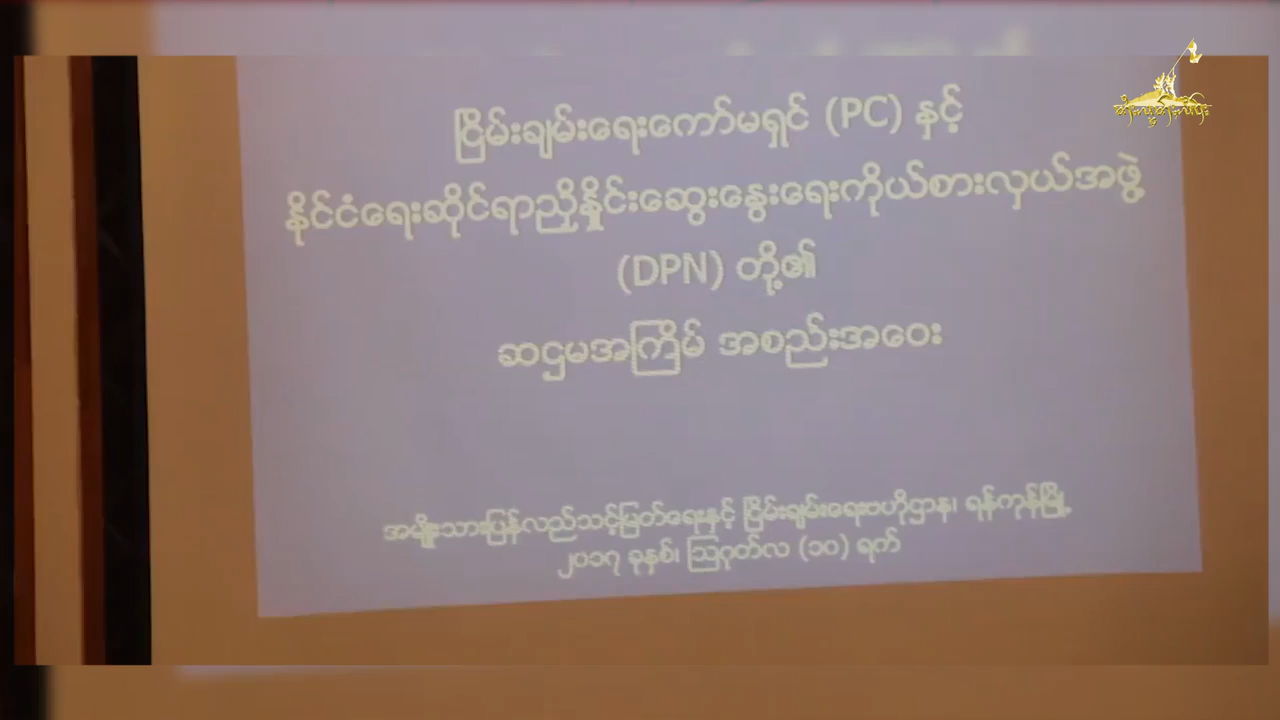 ငြိမ်းချမ်းရေးကော်မရှင် (PC) နှင့်
နိုင်ငံရေးဆိုင်ရာညှိနှိုင်းဆွေးနွေးရေးကိုယ်စားလှယ်အဖွဲ့
(DPN) တို့၏
ဆဌမအကြိမ် အစည်းအဝေး
အမျိုးသားပြန်လည်သင့်မြတ်ရေးနှင့် ငြိမ်းချမ်းရေးဗဟိုဌာန၊ ရန်ကုန်မြို့
၂၀၁၇ ခုနှစ်၊ ဩဂုတ်လ (၁၀) ရက်